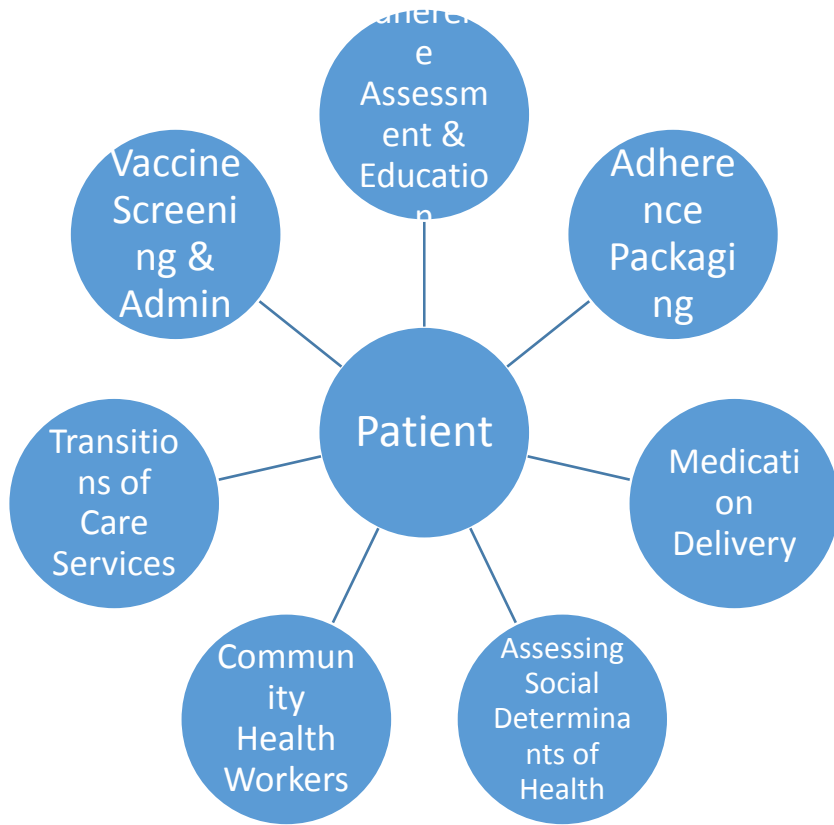 e
Assessm
ent &
Educatio
n
Adhere
nce
Packagi
ng
Medicati
on
Delivery
Assessing
Social
Determina
nts of
Health
Commun
ity
Health
Workers
Transitio
ns of
Care
Services
Vaccine
Screeni
ng &
Admin
Patient